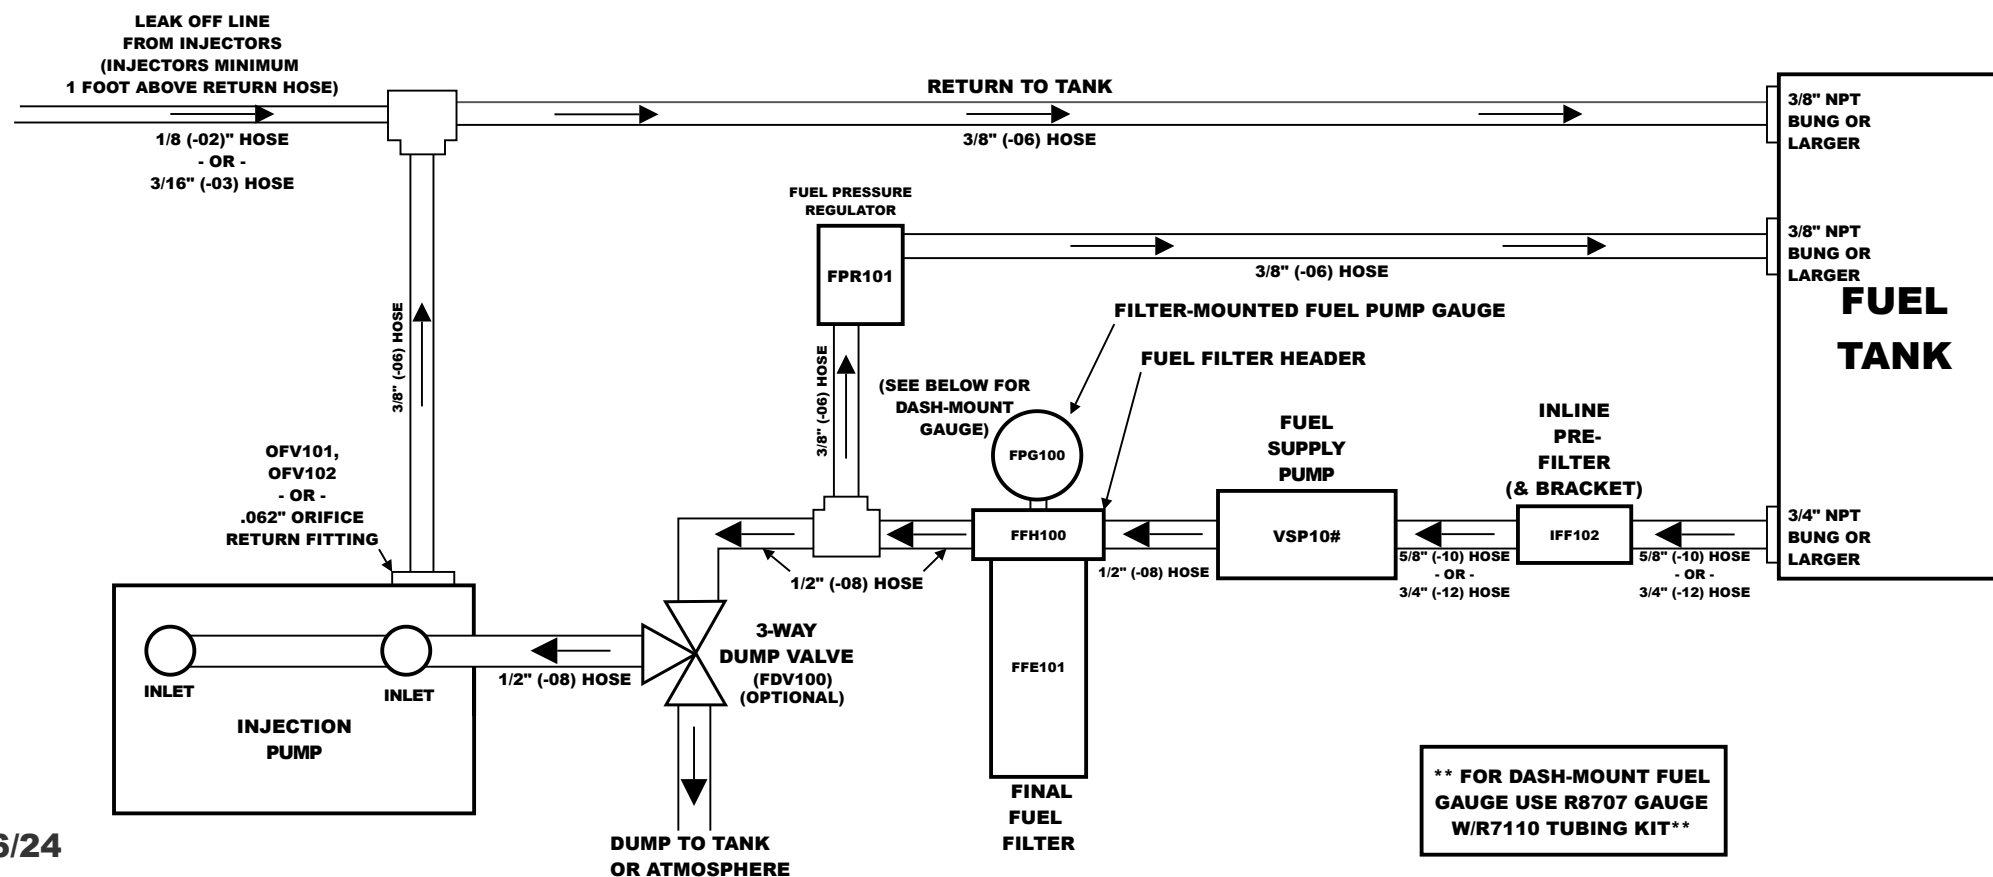 LEAK OFF LINE
FROM INJECTORS
(INJECTORS MINIMUM
1 FOOT ABOVE RETURN HOSE)
1/8 (-02)" HOSE
- OR -
3/16" (-03) HOSE
RETURN TO TANK
3/8" (-06) HOSE
3/8" NPT
BUNG OR
LARGER
FUEL PRESSURE
REGULATOR
FPR101
3/8" (-06) HOSE
3/8" NPT
BUNG OR
LARGER
FUEL
TANK
3/8" (-06) HOSE
3/8" (-06) HOSE
FILTER-MOUNTED FUEL PUMP GAUGE
FUEL FILTER HEADER
(SEE BELOW FOR
DASH-MOUNT
GAUGE)
FPG100
FUEL
SUPPLY
PUMP
INLINE
PRE-
FILTER
(& BRACKET)
OFV101,
OFV102
- OR -
.062" ORIFICE
RETURN FITTING
FFH100
VSP10#
IFF102
3/4" NPT
BUNG OR
LARGER
1/2" (-08) HOSE
1/2" (-08) HOSE
5/8" (-10) HOSE
- OR -
3/4" (-12) HOSE
5/8" (-10) HOSE
- OR -
3/4" (-12) HOSE
3-WAY
DUMP VALVE
(FDV100)
(OPTIONAL)
FFE101
1/2" (-08) HOSE
INLET
INLET
INJECTION
PUMP
FINAL
FUEL
FILTER
DUMP TO TANK
OR ATMOSPHERE
** FOR DASH-MOUNT FUEL
GAUGE USE R8707 GAUGE
W/R7110 TUBING KIT**
6/24